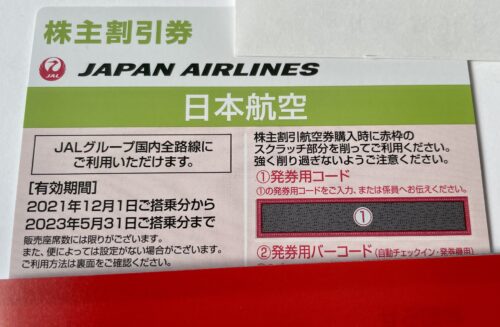 株主割引券
JAL
JAPAN AIRLINES
日本航空
JALグループ国内全路線に
ご利用いただけます。
[有効期間]
2021年12月1日ご搭乗分から
2023年5月31日ご搭乗分まで
販売座席数には限りがございます。
また、便によっては設定がない場合がございます。
ご利用方法は裏面をご確認ください。
株主割引航空券購入時に赤枠の
スクラッチ部分を削ってご利用ください。
強く削り過ぎないようご注意ください。
①発券用コード
①の発券用コードをご入力、または係員へお伝えください。
①
②発券用バーコード(自動チェックイン・発券機用)